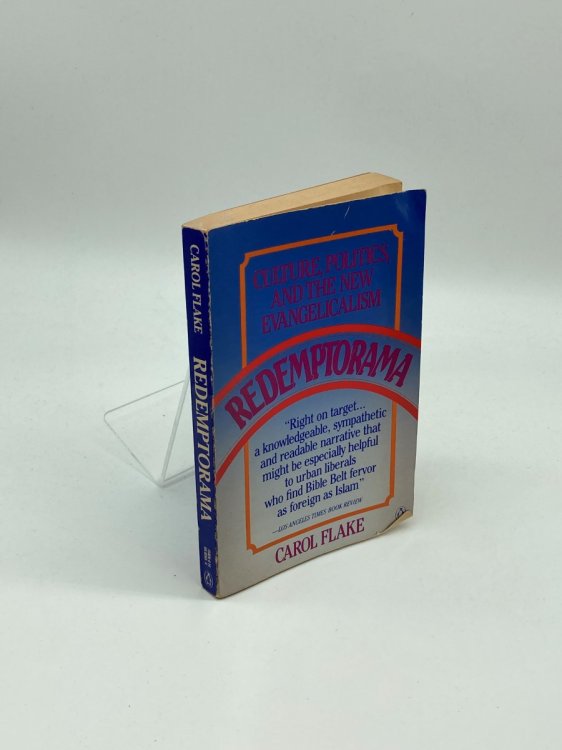 CAROL FLAKE
REDEMPTORAMA
CULTURE, POLITICS,
AND THE NEW
EVANGELICALISM
REDEMPTORAMA
"Right on target...
a knowledgeable, sympathetic
and readable narrative that
might be especially helpful
to urban liberals
who find Bible Belt fervor
as foreign as Islam"
—LOS ANGELES TIMES BOOK REVIEW
CAROL FLAKE